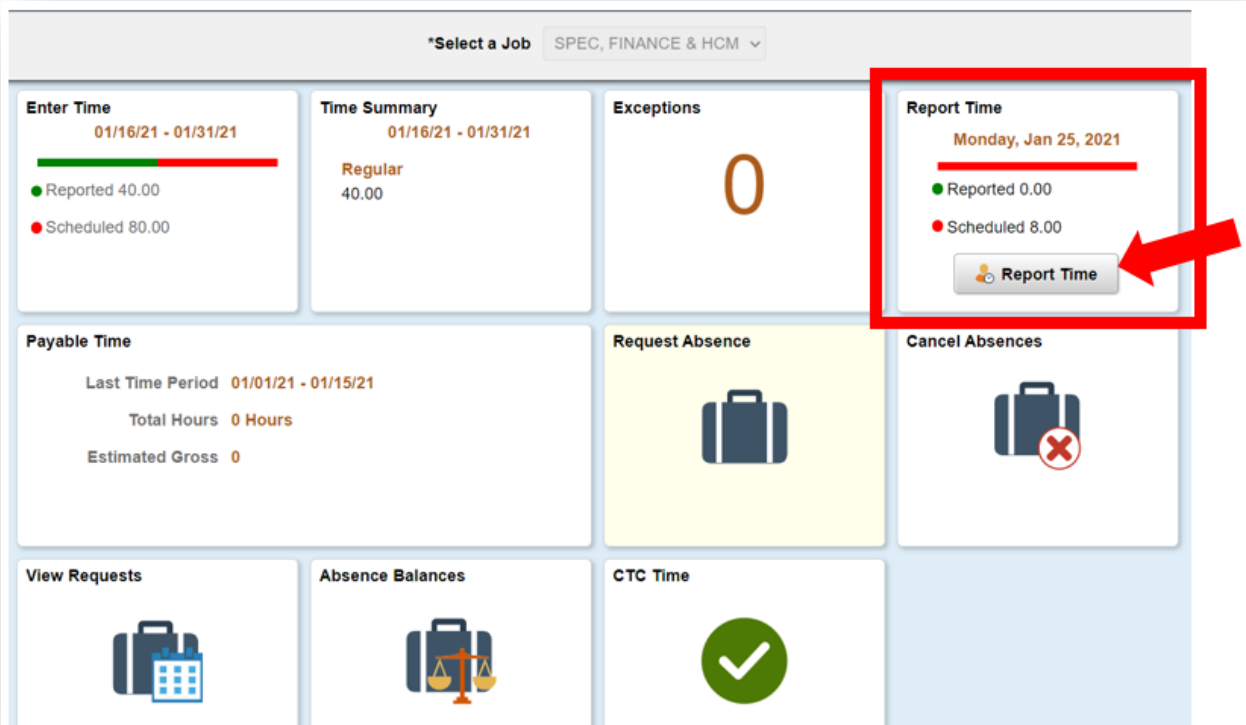 *Select a Job SPEC, FINANCE & HCM
Enter Time
01/16/21 - 01/31/21
Reported 40.00
Scheduled 80.00
Time Summary
01/16/21 - 01/31/21
Regular
40.00
Exceptions
0
Report Time
Monday, Jan 25, 2021
Reported 0.00
Scheduled 8.00
Report Time
Payable Time
Last Time Period 01/01/21 - 01/15/21
Total Hours 0 Hours
Estimated Gross 0
Request Absence
Cancel Absences
View Requests
Absence Balances
CTC Time